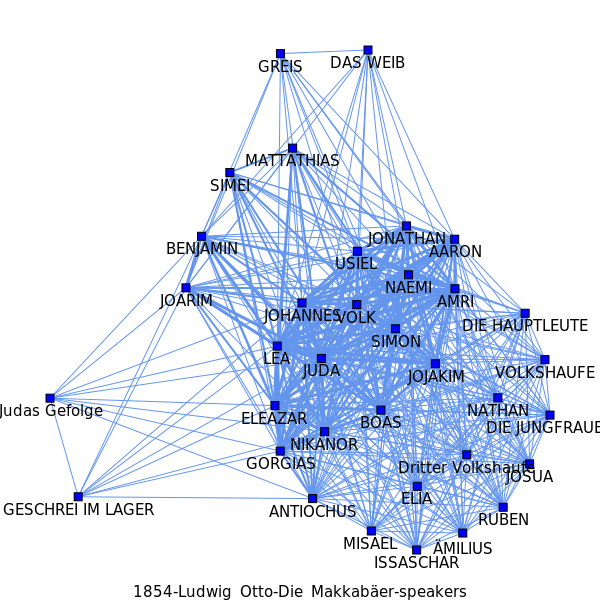 GREIS
DAS WEIB
MATTATHIAS
SIMEI
JONATHAN
BENJAMIN
AARON
USIEL
NAEMI
JOARIM
AMRI
JOHANNES
VOLK
DIE HAUPTLEUTE
SIMON
LEA
JUDA
JOJAKIM
VOLKSHAUFE
Judas Gefolge
ELEAZAR
BOAS
NATHAN
DIE JUNGFRAUE
NIKANOR
GORGIAS
Dritter Volkshaufe
JOSUA
ELIA
GESCHREI IM LAGER
ANTIOCHUS
RUBEN
MISAEL
ÄMILIUS
ISSASCHAR
1854-Ludwig Otto-Die Makkabäer-speakers